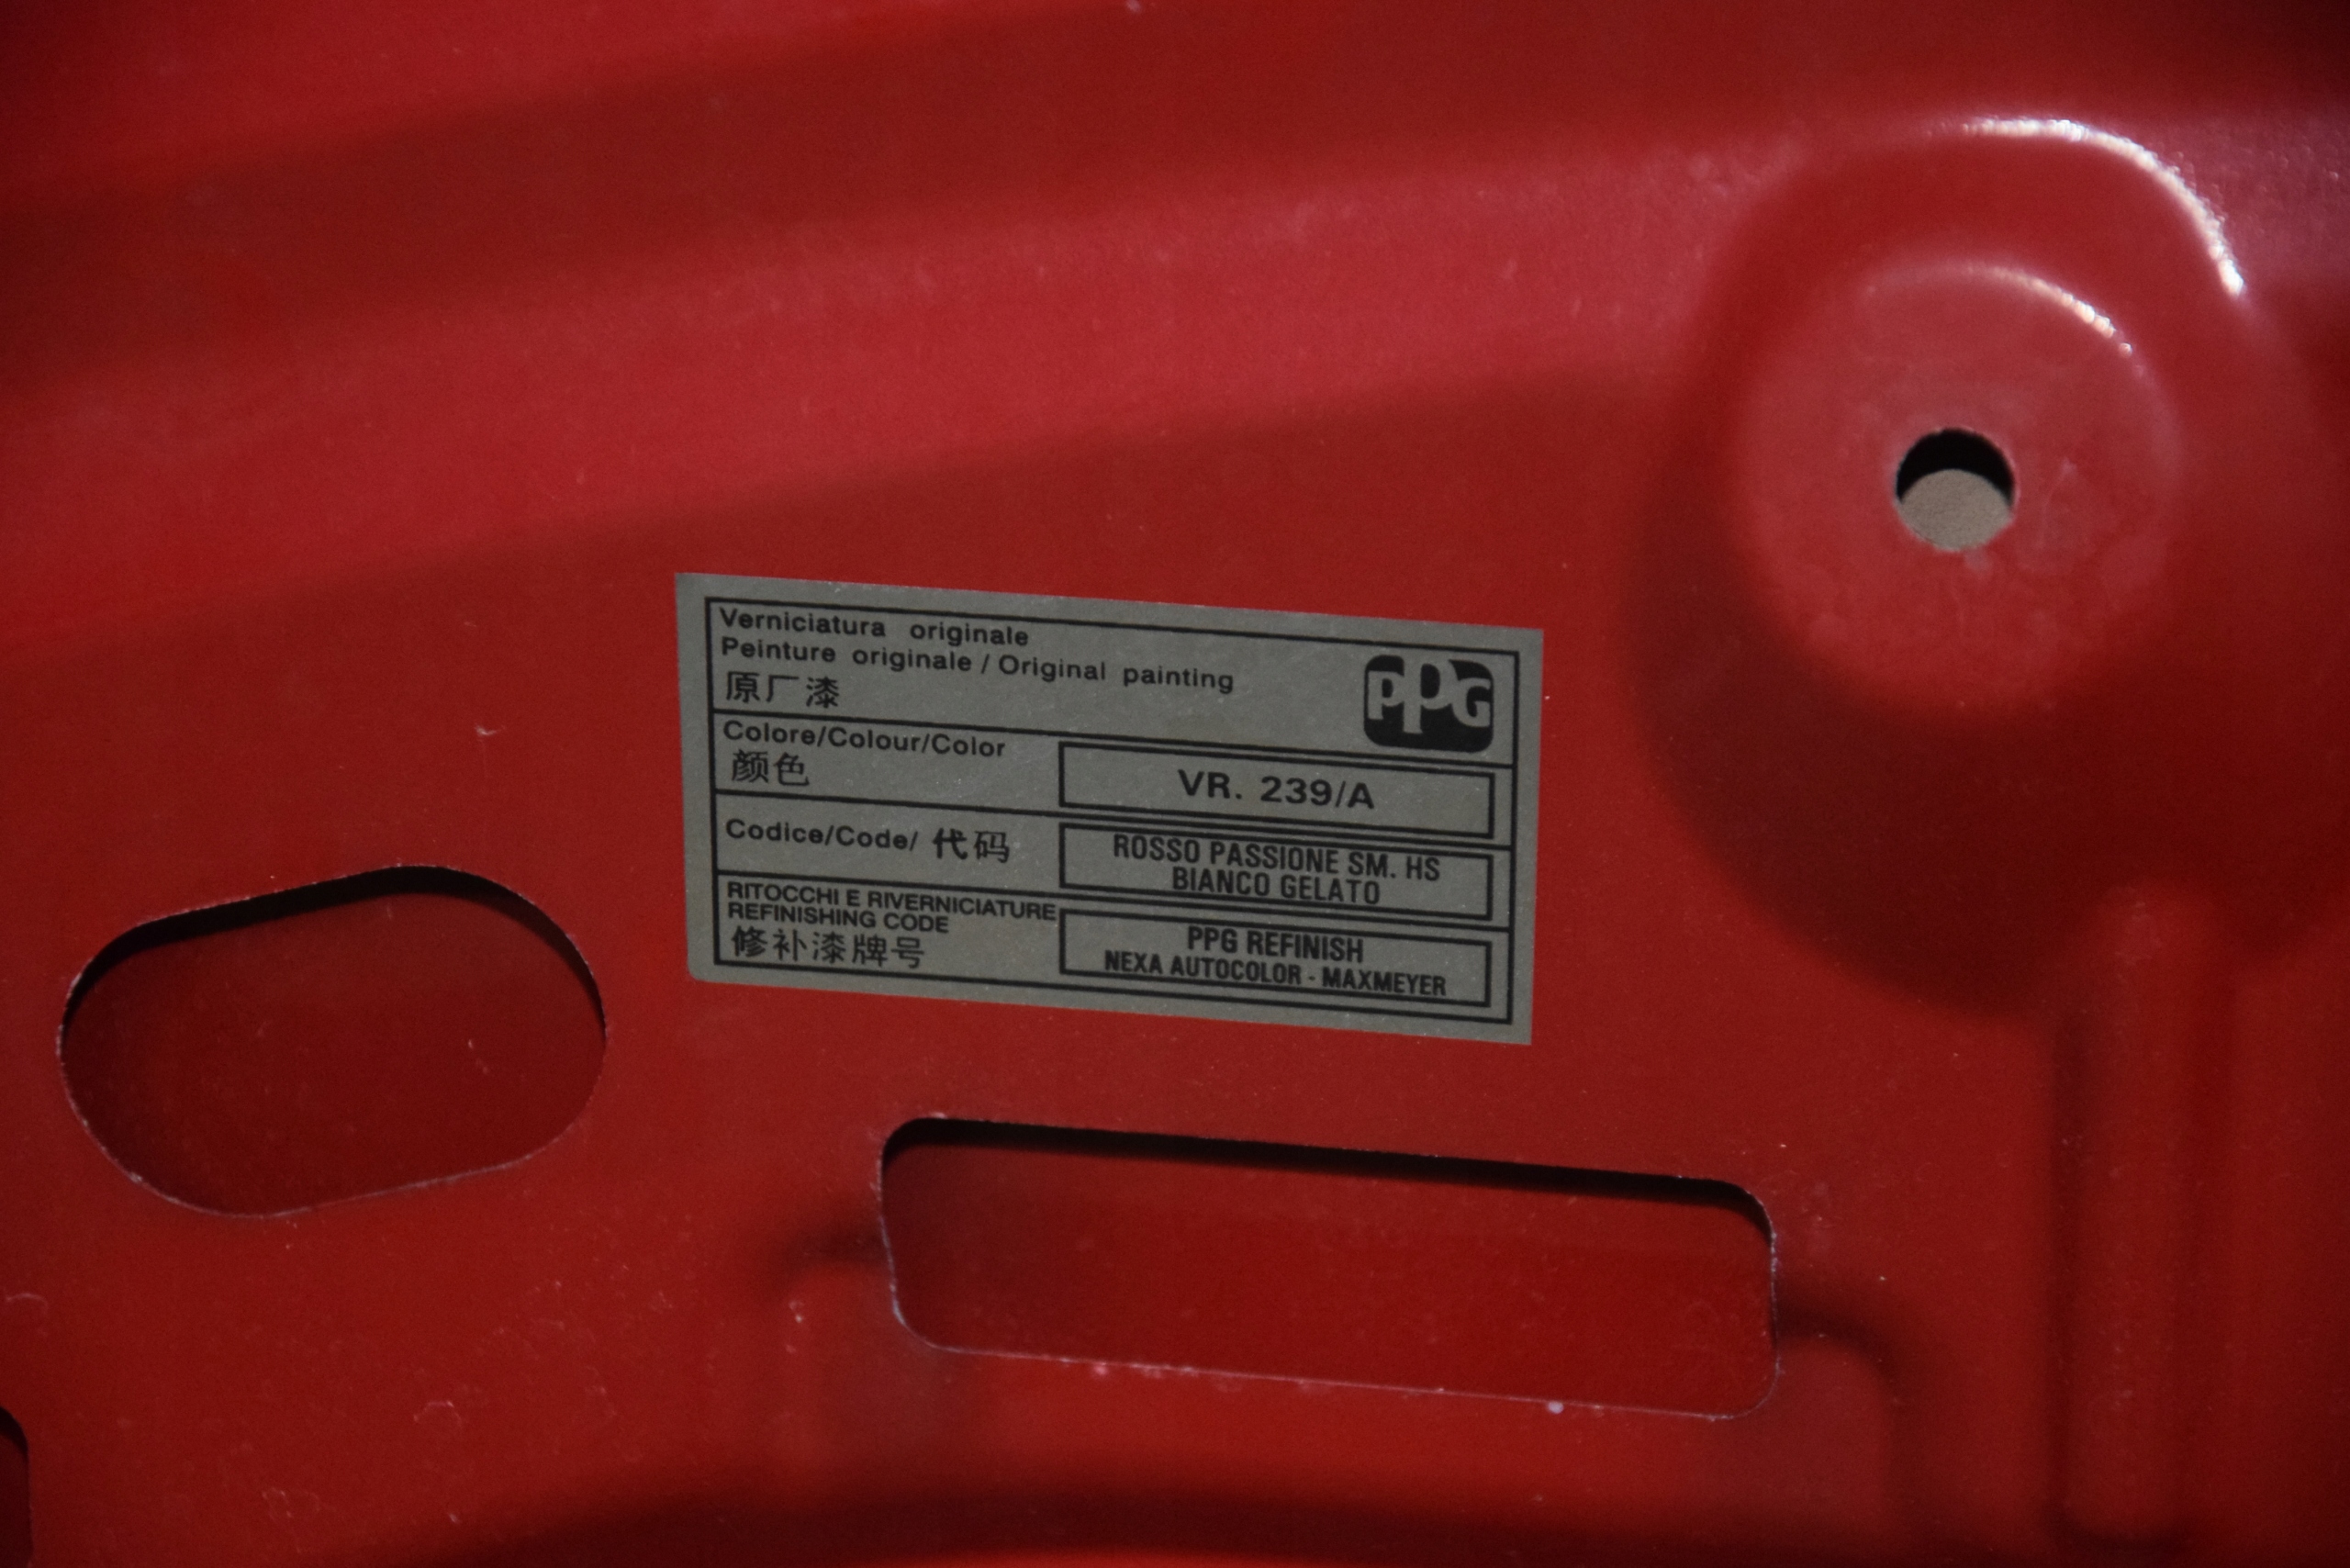 Verniciatura originale
Peinture originale / Original painting
原厂漆
PPG
Colore/Colour/Color
颜色
VR. 239/A
Codice/Code/ 代码
ROSSO PASSIONE SM. HS
BIANCO GELATO
RITOCCHI E RIVERNICIATURE
REFINISHING CODE
修补漆牌号
PPG REFINISH
NEXA AUTOCOLOR - MAXMEYER